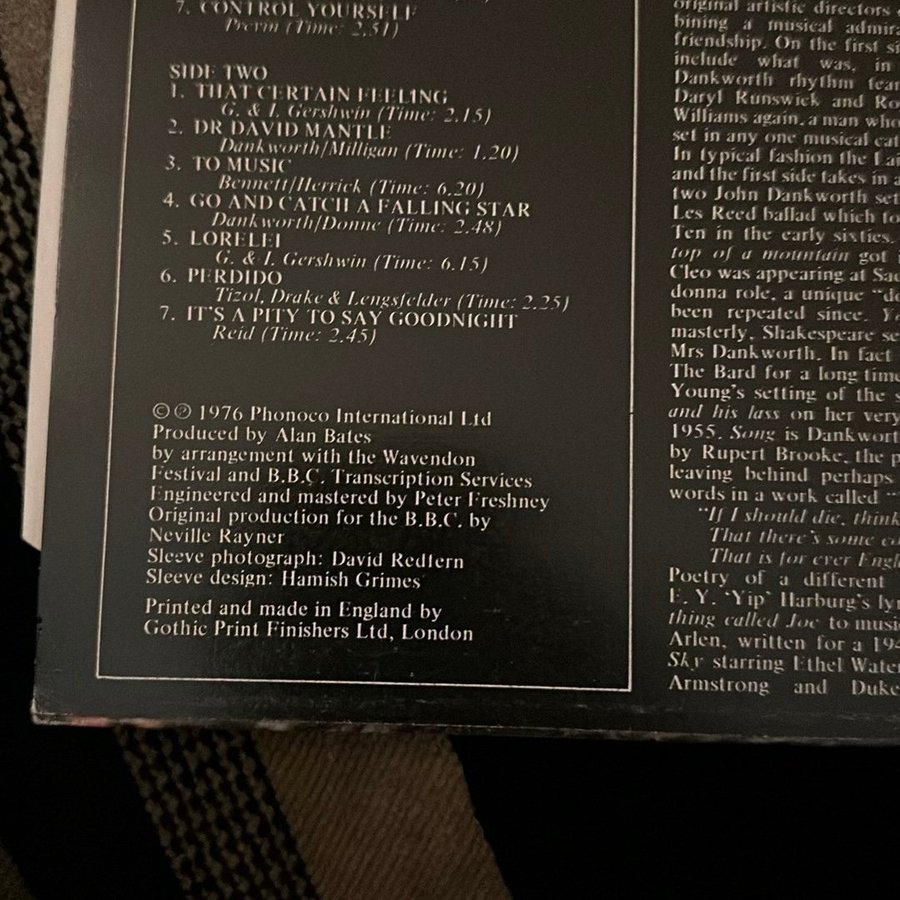 7. CONTROL YOURSELF
Previn (Time: 2.51)
SIDE TWO
1. THAT CERTAIN FEELING
G. & I. Gershwin (Time: 2.15)
2. DR DAVID MANTLE
Dankworth/Milligan (Time: 1.20)
3. TO MUSIC
Bennett/Herrick (Time: 6.20)
4. GO AND CATCH A FALLING STAR
Dankworth/Donne (Time: 2.48)
5. LORELEI
G. & I. Gershwin (Time: 6.15)
6. PERDIDO
Tizol, Drake & Lengsfelder (Time: 2.25)
7. IT'S A PITY TO SAY GOODNIGHT
Reid (Time: 2.45)
© ℗ 1976 Phonoco International Ltd
Produced by Alan Bates
by arrangement with the Wavendon
Festival and B.B.C. Transcription Services
Engineered and mastered by Peter Freshney
Original production for the B.B.C. by
Neville Rayner
Sleeve photograph: David Redfern
Sleeve design: Hamish Grimes
Printed and made in England by
Gothic Print Finishers Ltd, London
original artistic directors
bining a musical
friendship. On the first
include what was, in
Dankworth rhythm
Daryl Runswick and
Williams again, a man who
set in any one musical
In typical fashion the
and the first side takes in
two John Dankworth
Les Reed ballad which
Ten in the early sixties.
top of a mountain got
Cleo was appearing at
donna role, a unique
been repeated since.
masterly, Shakespeare
Mrs Dankworth. In fact
The Bard for a long time
Young's setting of the
and his lass on her very
1955. Song is
by Rupert Brooke, the
leaving behind perhaps
words in a work called
"If I should die, think
That there's some
That is for ever
Poetry of a different
E. Y. 'Yip' Harburg's
thing called Joe to
Arlen, written for a
Sky starring Ethel
Armstrong and Duke